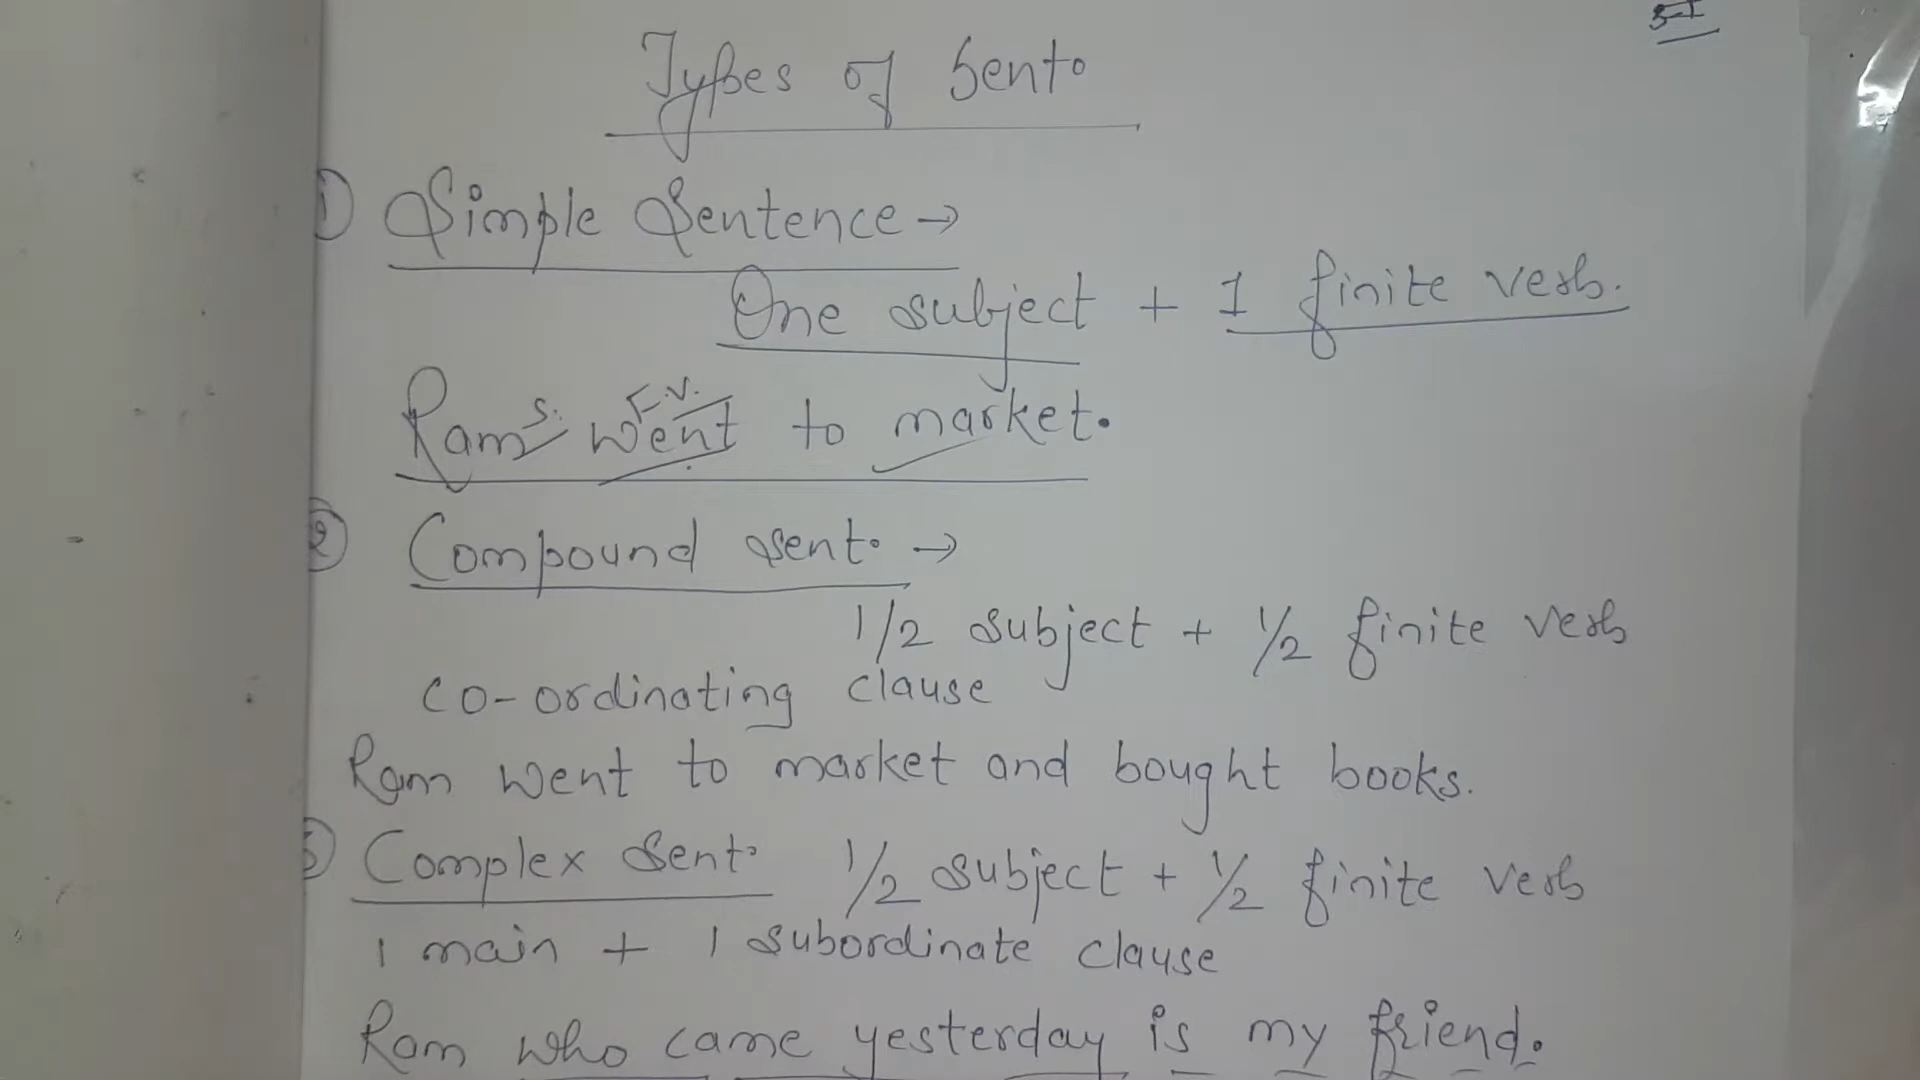 Types of Sent.
① Simple Sentence →
One subject + 1 finite verb.
S. F.V.
Ram went to market.
② Compound Sent. →
1/2 subject + 1/2 finite verb
co-ordinating clause
Ram went to market and bought books.
Complex Sent. 1/2 subject + 1/2 finite verb
1 main + 1 subordinate clause
Ram who came yesterday is my friend.